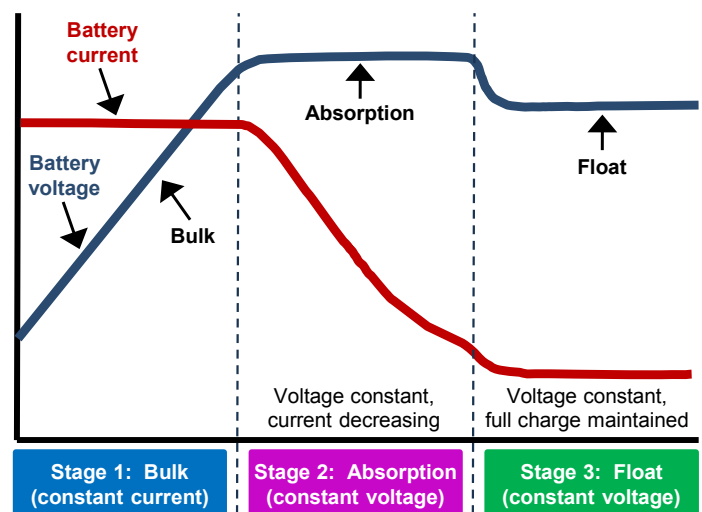 Battery
current
Absorption
Float
Battery
voltage
Bulk
Voltage constant,
current decreasing
Voltage constant,
full charge maintained
Stage 1:  Bulk
(constant current)
Stage 2:  Absorption
(constant voltage)
Stage 3:  Float
(constant voltage)